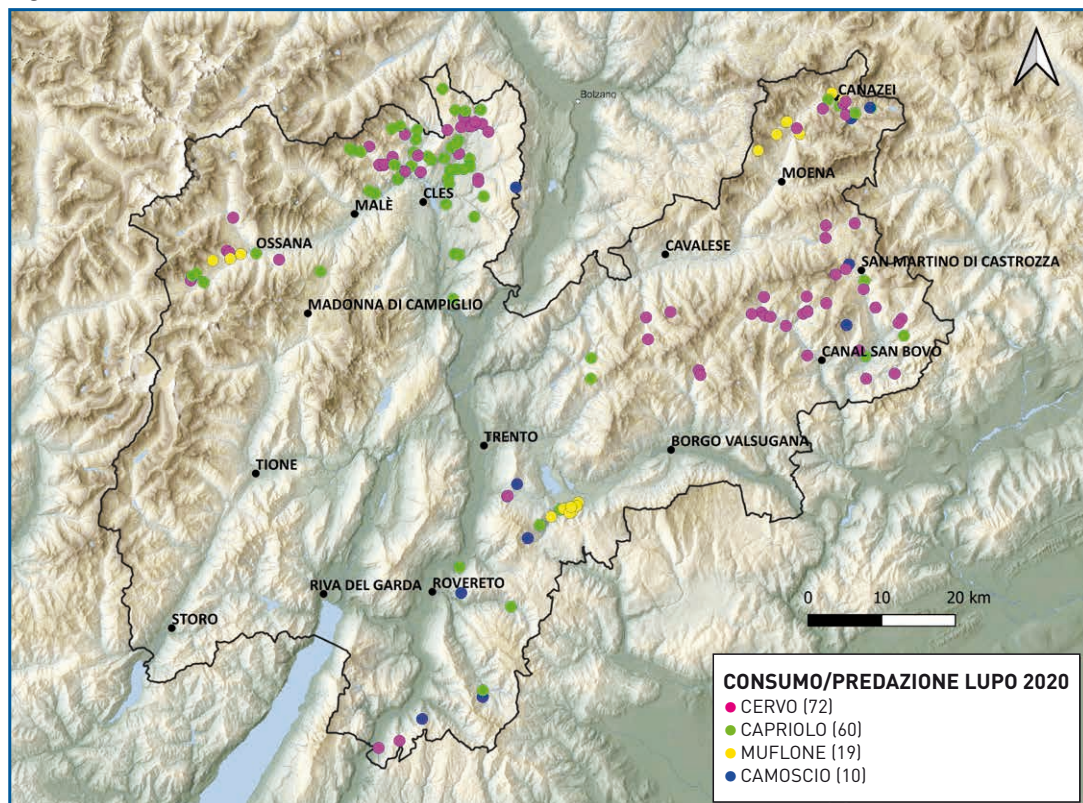 Bolzano
CANAZEI
MOENA
CLES
MALÈ
CAVALESE
OSSANA
SAN MARTINO DI CASTROZZA
MADONNA DI CAMPIGLIO
CANAL SAN BOVO
TRENTO
BORGO VALSUGANA
TIONE
RIVA DEL GARDA
ROVERETO
STORO
0 10 20 km
CONSUMO/PREDAZIONE LUPO 2020
CERVO (72)
CAPRIOLO (60)
MUFLONE (19)
CAMOSCIO (10)